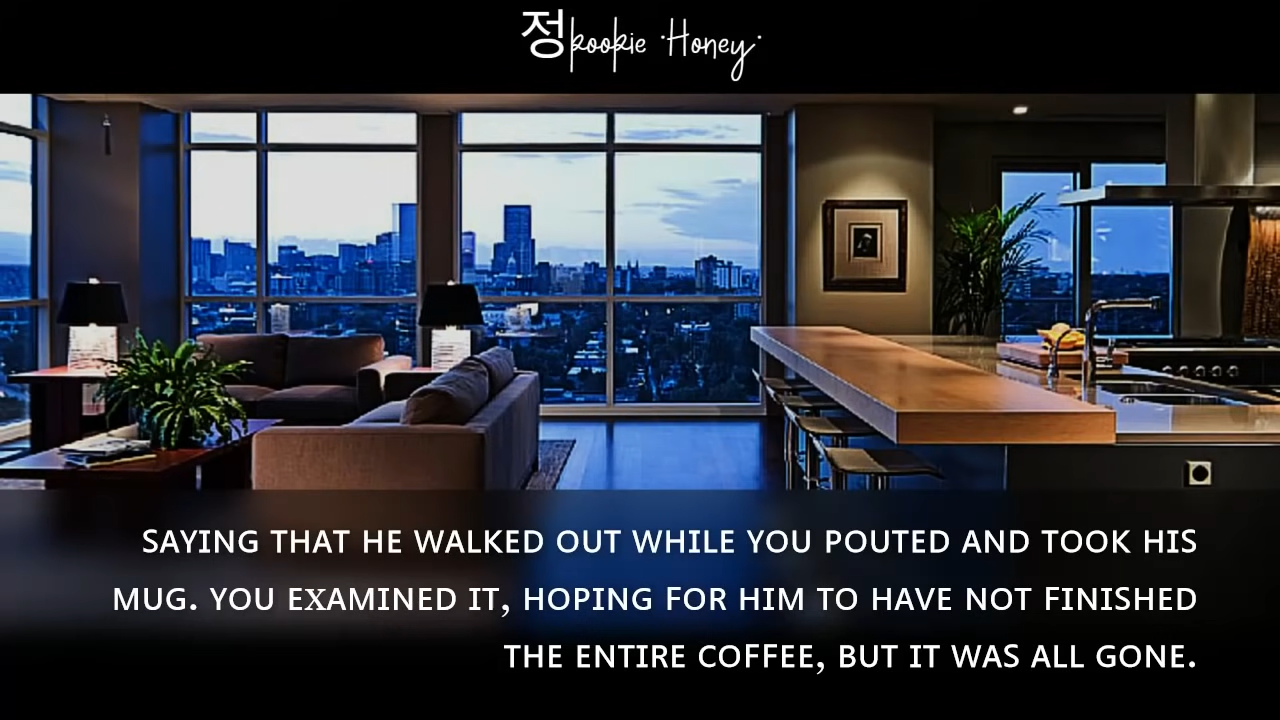 정kookie Honey
SAYING THAT HE WALKED OUT WHILE YOU POUTED AND TOOK HIS
MUG. YOU EXAMINED IT, HOPING FOR HIM TO HAVE NOT FINISHED
THE ENTIRE COFFEE, BUT IT WAS ALL GONE.